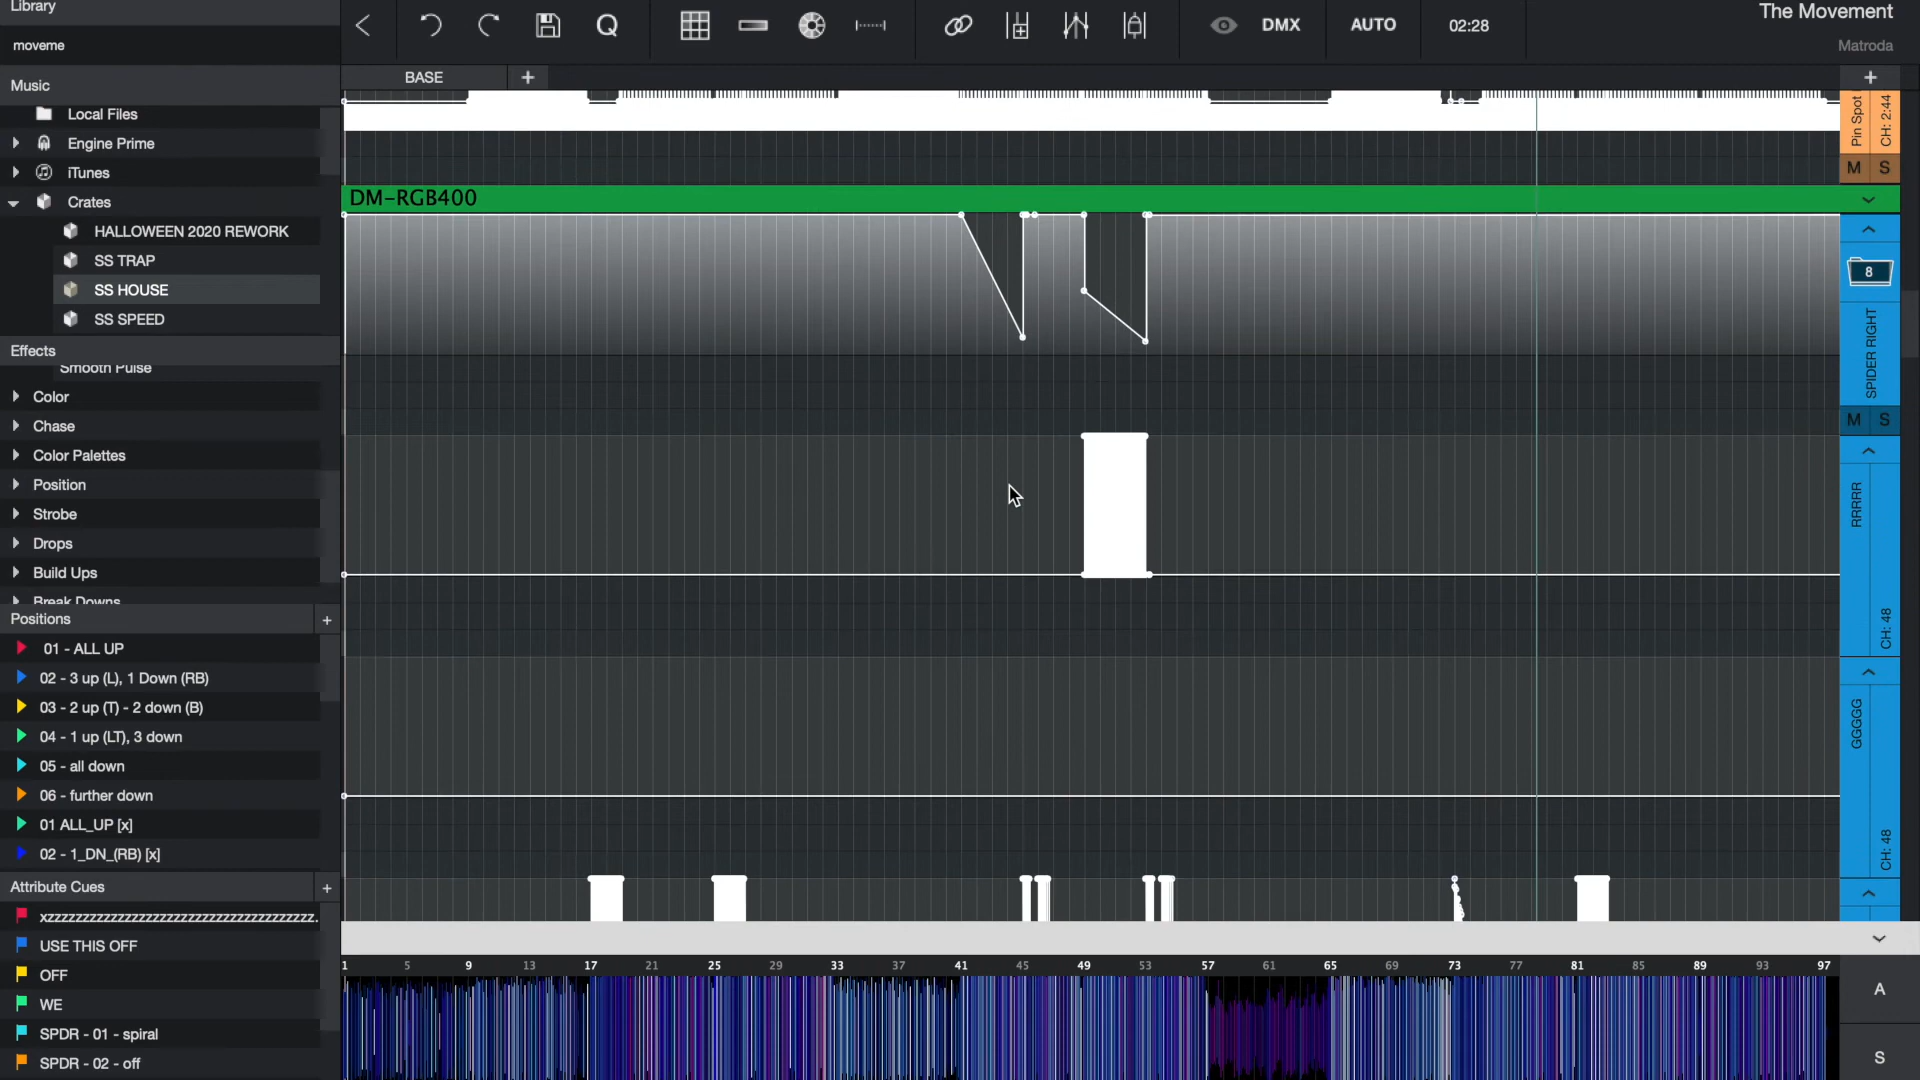 Library
moveme
Music
Local Files
Engine Prime
iTunes
Crates
HALLOWEEN 2020 REWORK
SS TRAP
SS HOUSE
SS SPEED
Effects
Smooth Pulse
Color
Chase
Color Palettes
Position
Strobe
Drops
Build Ups
Break Downs
Positions +
01 - ALL UP
02 - 3 up (L), 1 Down (RB)
03 - 2 up (T) - 2 down (B)
04 - 1 up (LT), 3 down
05 - all down
06 - further down
01 ALL_UP [x]
02 - 1_DN_(RB) [x]
Attribute Cues +
USE THIS OFF
OFF
WE
SPDR - 01 - spiral
SPDR - 02 - off
Q
DMX
AUTO
02:28
The Movement
Matroda
BASE +
+
Pin Spot
CH: 2:44
M S
DM-RGB400
8
SPIDER RIGHT
M S
RRRRR
CH: 48
GGGGG
CH: 48
1 5 9 13 17 21 25 29 33 37 41 45 49 53 57 61 65 69 73 77 81 85 89 93 97
A
S